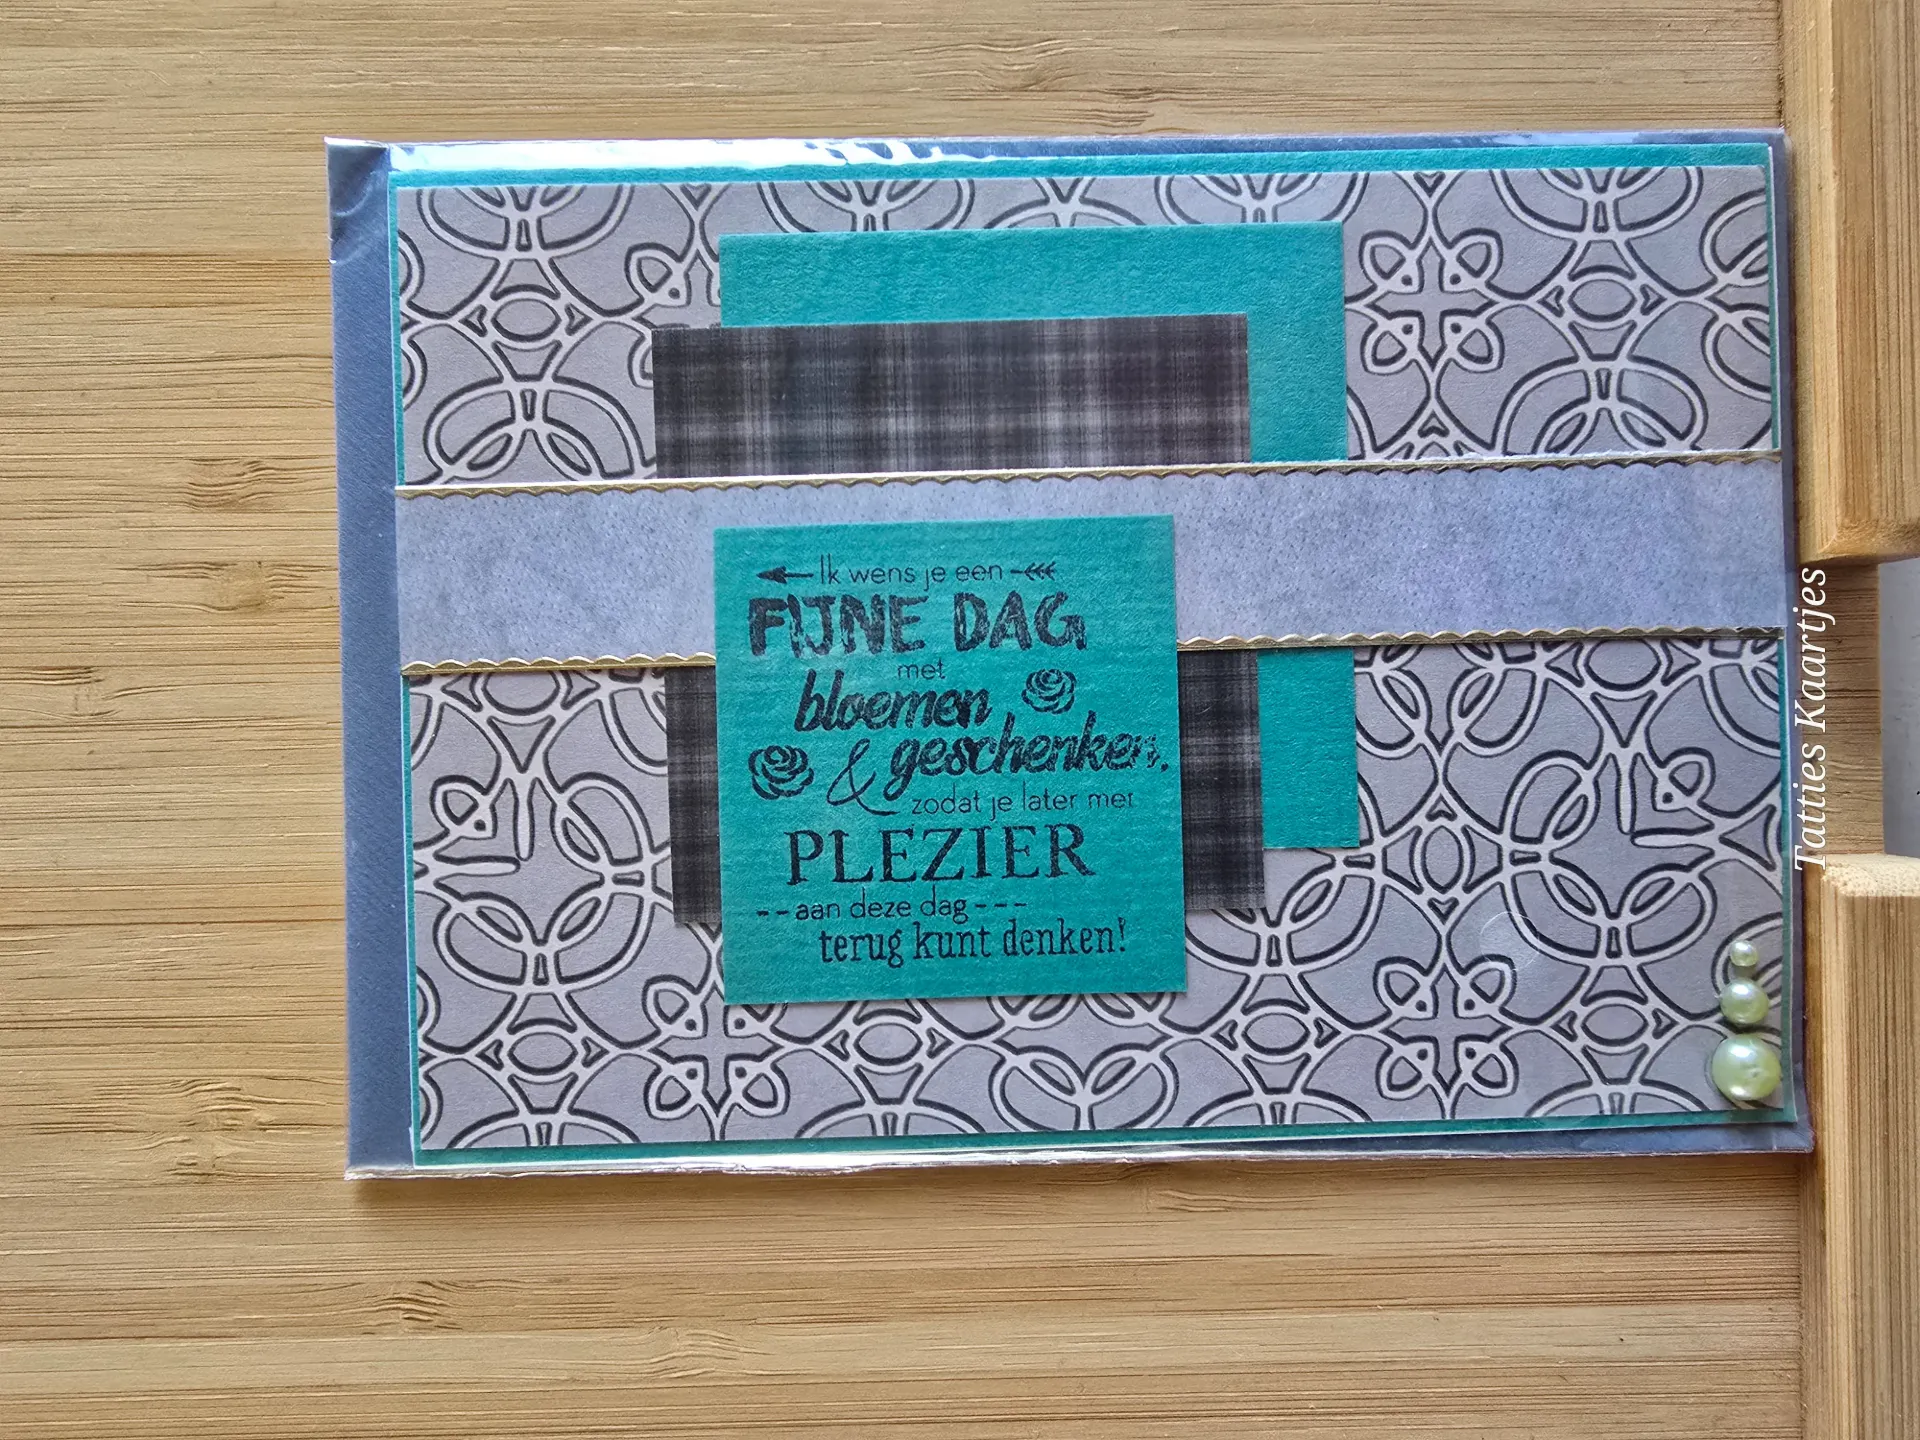 Ik wens je een
FIJNE DAG
met
bloemen
& geschenken.
zodat je later met
PLEZIER
--aan deze dag---
terug kunt denken!
Tatties Kaartjes